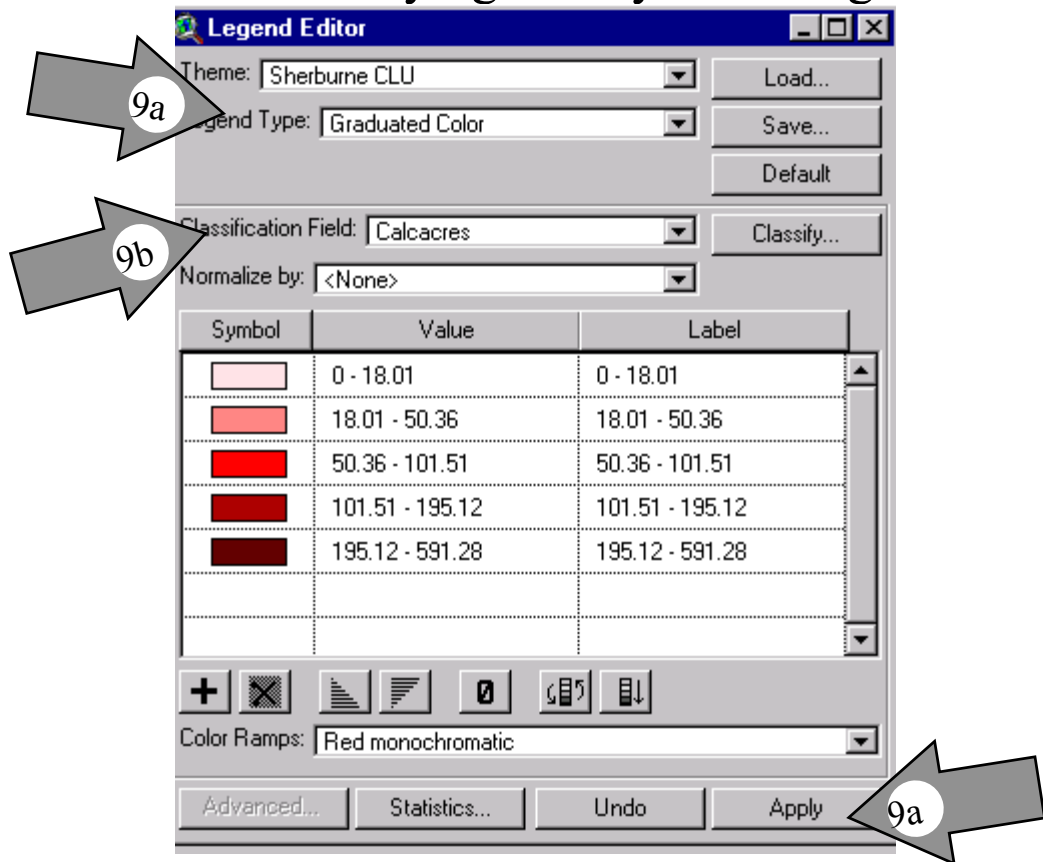 Legend Editor
Theme: Sherburne CLU Load...
9a
Legend Type: Graduated Color Save...
Default
Classification Field: Calcacres Classify...
9b
Normalize by: <None>
Symbol Value Label
0 - 18.01 0 - 18.01
18.01 - 50.36 18.01 - 50.36
50.36 - 101.51 50.36 - 101.51
101.51 - 195.12 101.51 - 195.12
195.12 - 591.28 195.12 - 591.28
0
Color Ramps: Red monochromatic
Advanced... Statistics... Undo Apply
9a